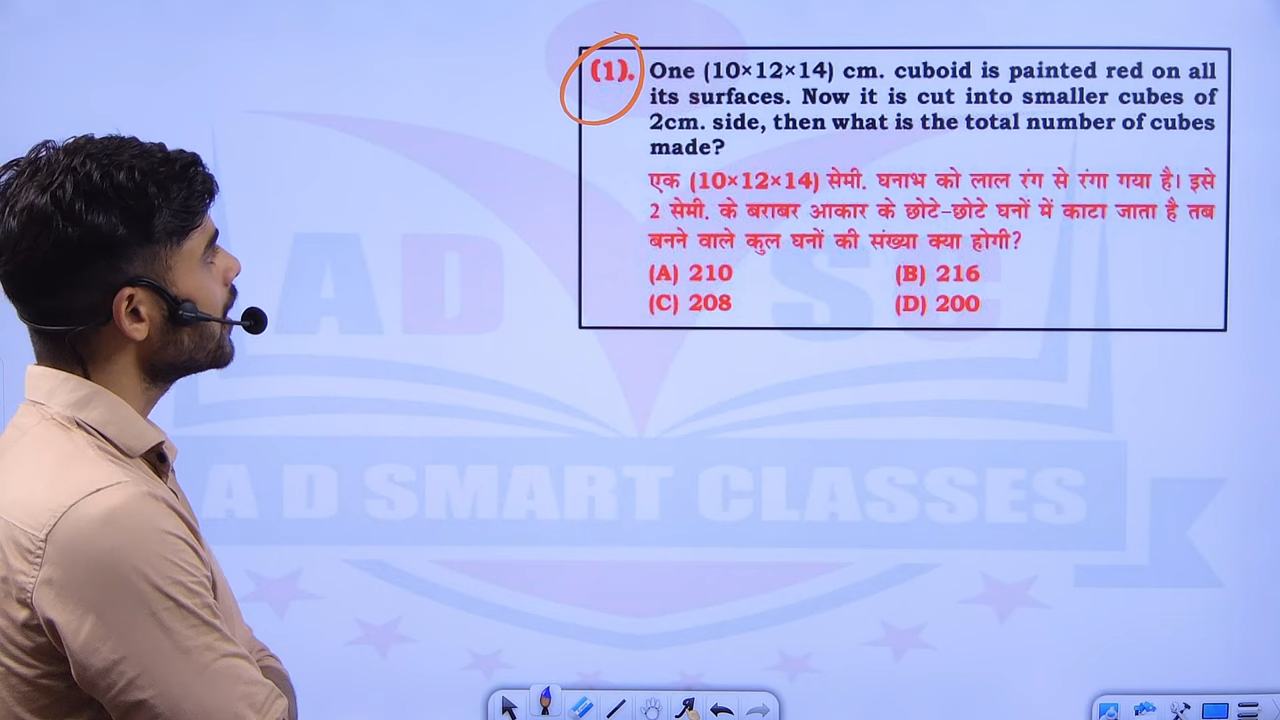 (1). One (10×12×14) cm. cuboid is painted red on all
its surfaces. Now it is cut into smaller cubes of
2cm. side, then what is the total number of cubes
made?
एक (10×12×14) सेमी. घनाभ को लाल रंग से रंगा गया है। इसे
2 सेमी. के बराबर आकार के छोटे-छोटे घनों में काटा जाता है तब
बनने वाले कुल घनों की संख्या क्या होगी?
(A) 210 (B) 216
(C) 208 (D) 200
A D SC
A D SMART CLASSES